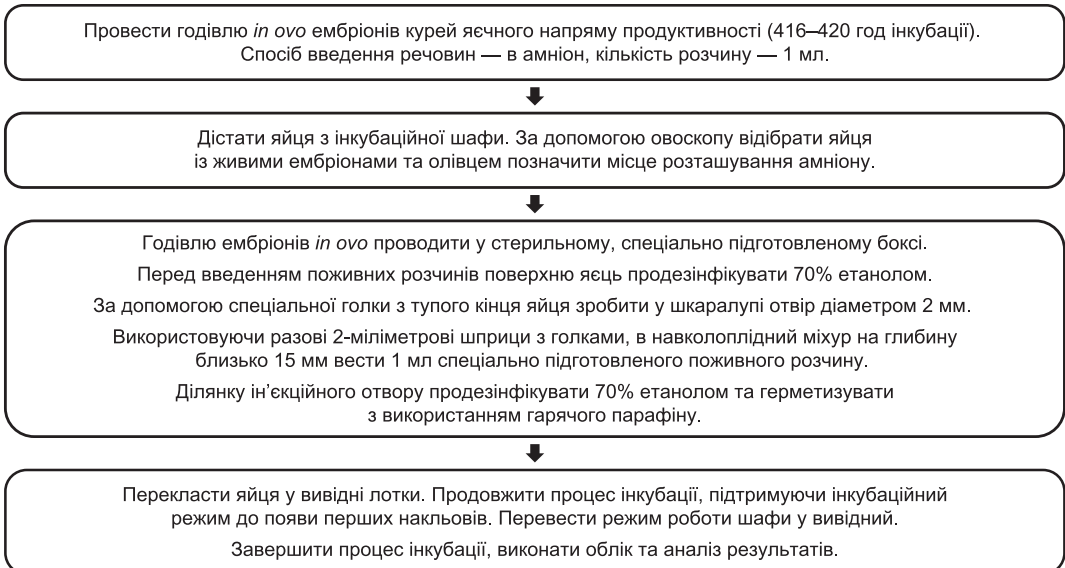 Провести годівлю in ovo ембріонів курей яєчного напряму продуктивності (416–420 год інкубації).
Спосіб введення речовин — в амніон, кількість розчину — 1 мл.
Дістати яйця з інкубаційної шафи. За допомогою овоскопу відібрати яйця
із живими ембріонами та олівцем позначити місце розташування амніону.
Годівлю ембріонів in ovo проводити у стерильному, спеціально підготовленому боксі.
Перед введенням поживних розчинів поверхню яєць продезінфікувати 70% етанолом.
За допомогою спеціальної голки з тупого кінця яйця зробити у шкаралупі отвір діаметром 2 мм.
Використовуючи разові 2-міліметрові шприци з голками, в навколоплідний міхур на глибину
близько 15 мм вести 1 мл спеціально підготовленого поживного розчину.
Ділянку ін’єкційного отвору продезінфікувати 70% етанолом та герметизувати
з використанням гарячого парафіну.
Перекласти яйця у вивідні лотки. Продовжити процес інкубації, підтримуючи інкубаційний
режим до появи перших накльовів. Перевести режим роботи шафи у вивідний.
Завершити процес інкубації, виконати облік та аналіз результатів.